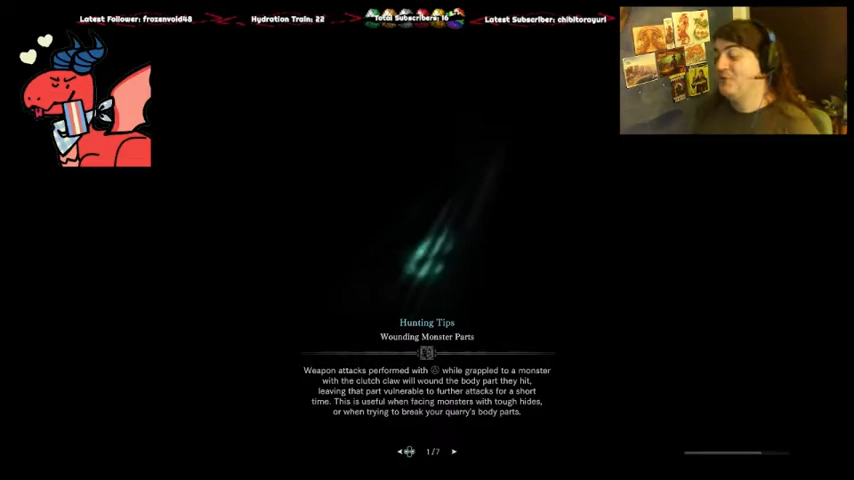 Latest Follower: frozenvoid48
Hydration Train: 22
Total Subscribers: 16
Latest Subscriber: chibitorayuri
Hunting Tips
Wounding Monster Parts
Weapon attacks performed with while grappled to a monster
with the clutch claw will wound the body part they hit,
leaving that part vulnerable to further attacks for a short
time. This is useful when facing monsters with tough hides,
or when trying to break your quarry's body parts.
1/7